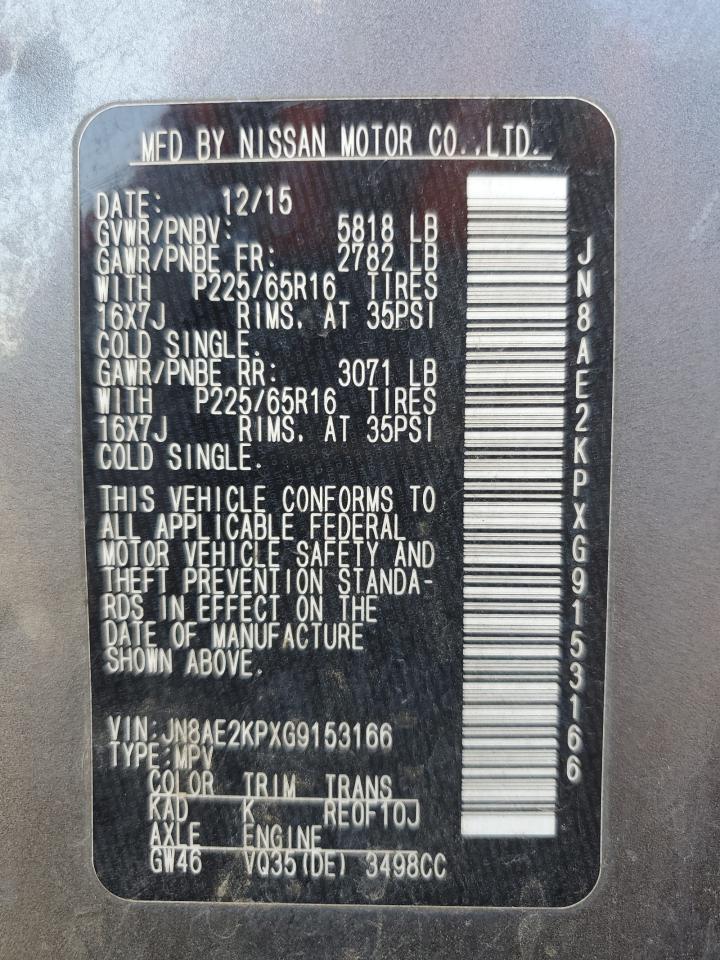 MFD BY NISSAN MOTOR CO.,LTD.
DATE: 12/15
GVWR/PNBV: 5818 LB
GAWR/PNBE FR: 2782 LB
WITH P225/65R16 TIRES
16X7J RIMS, AT 35PSI
COLD SINGLE.
GAWR/PNBE RR: 3071 LB
WITH P225/65R16 TIRES
16X7J RIMS, AT 35PSI
COLD SINGLE.
THIS VEHICLE CONFORMS TO
ALL APPLICABLE FEDERAL
MOTOR VEHICLE SAFETY AND
THEFT PREVENTION STANDA-
RDS IN EFFECT ON THE
DATE OF MANUFACTURE
SHOWN ABOVE.
VIN:JN8AE2KPXG9153166
TYPE:MPV
COLOR TRIM TRANS
KAD K RE0F10J
AXLE ENGINE
GW46 VQ35(DE) 3498CC
JN8AE2KPXG9153166